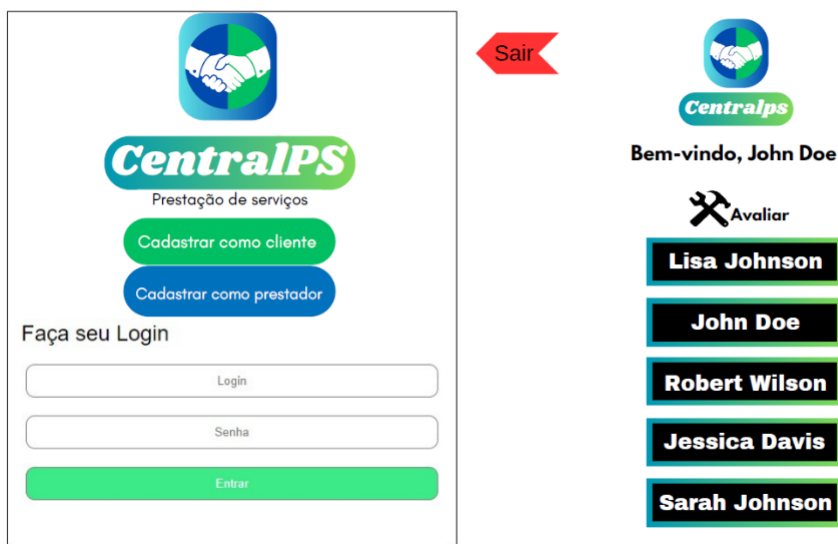 CentralPS
Prestação de serviços
Cadastrar como cliente
Cadastrar como prestador
Faça seu Login
Login
Senha
Entrar
Sair
Centralps
Bem-vindo, John Doe
Avaliar
Lisa Johnson
John Doe
Robert Wilson
Jessica Davis
Sarah Johnson